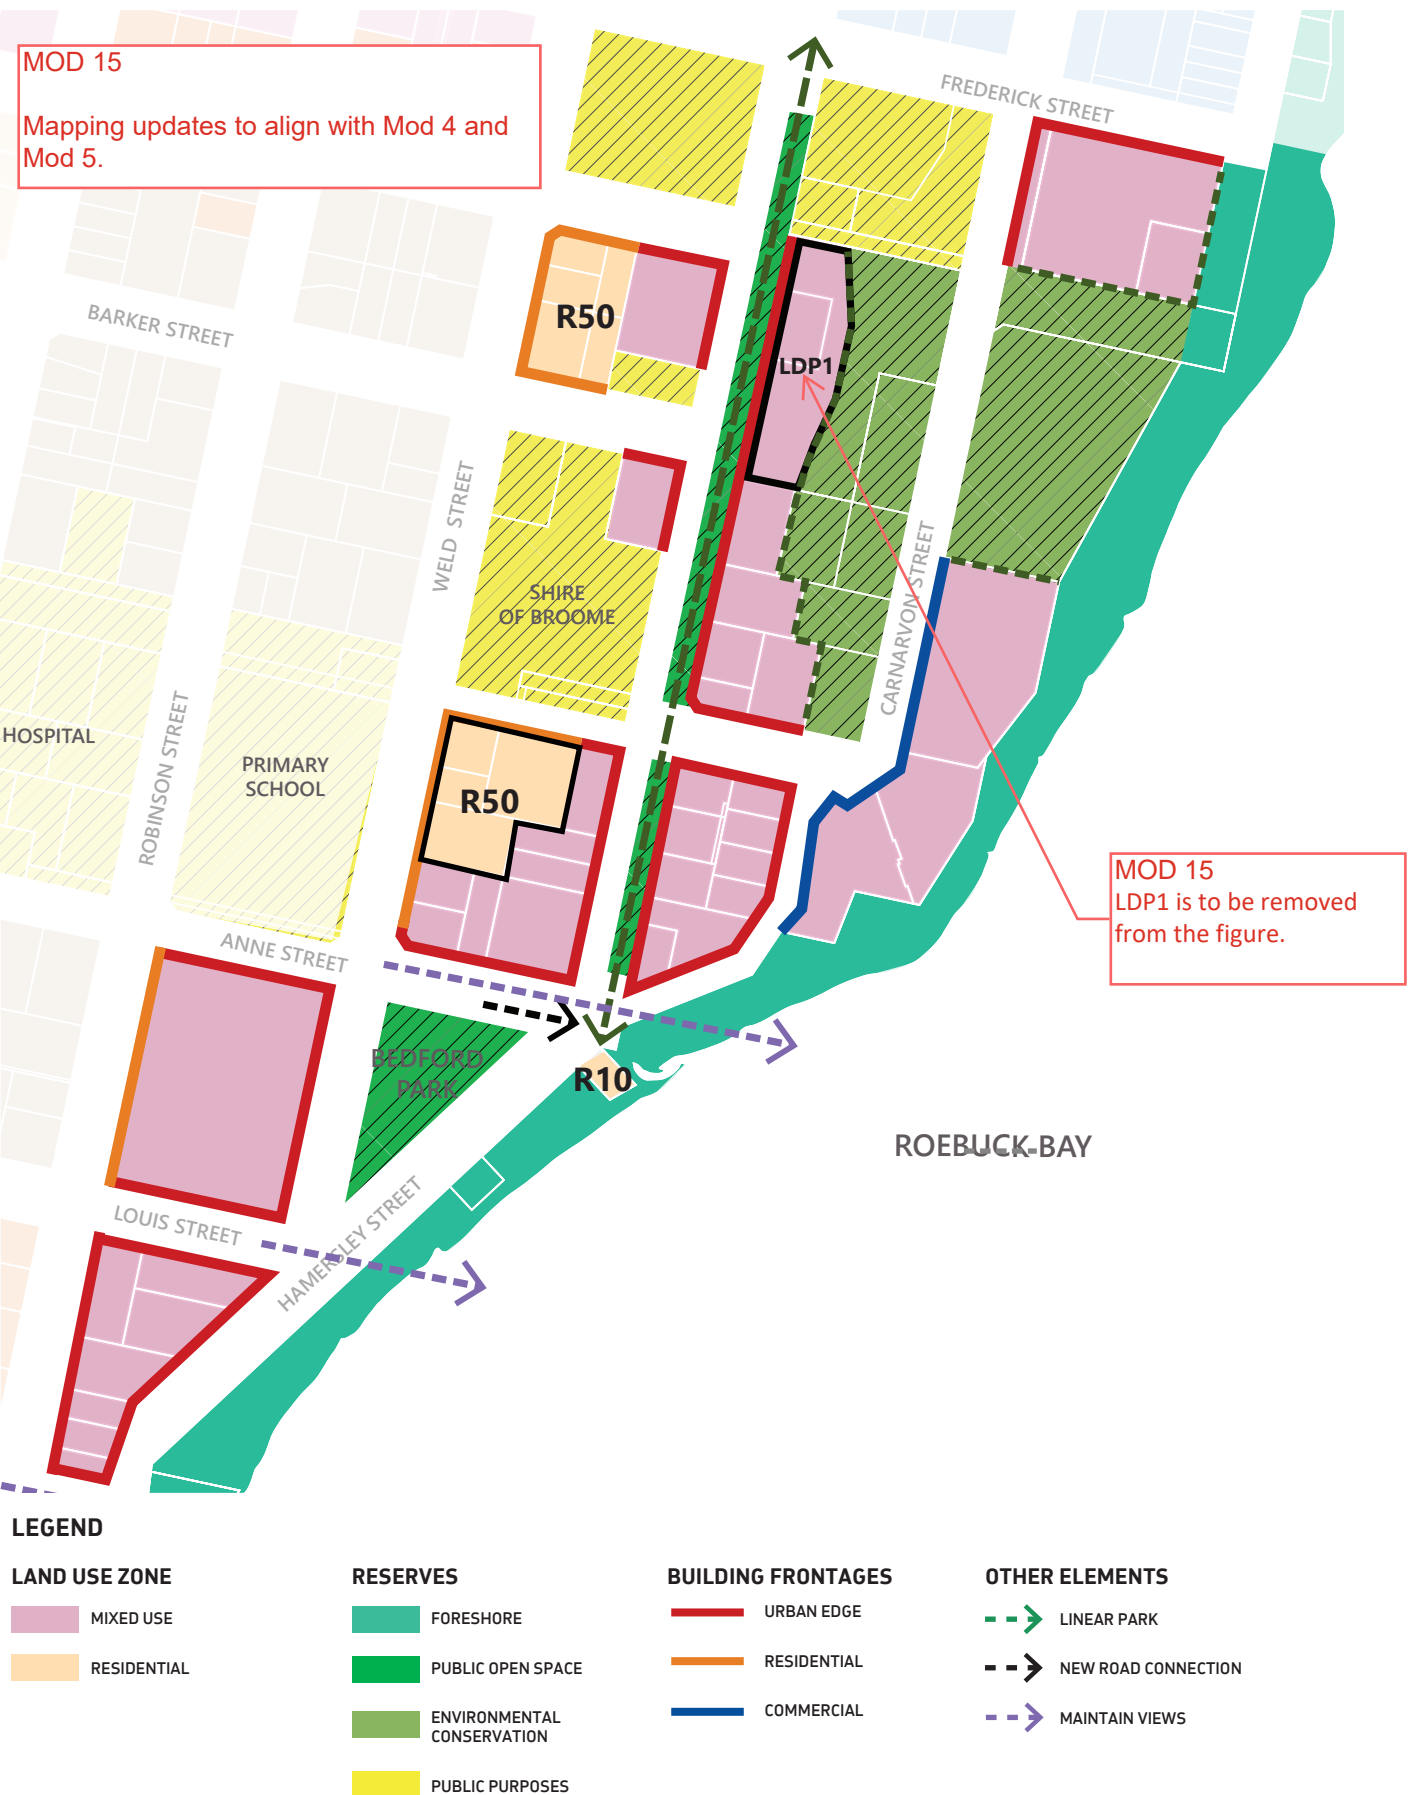 MOD 15
Mapping updates to align with Mod 4 and
Mod 5.
FREDERICK STREET
BARKER STREET
R50
LDP1
WELD STREET
SHIRE
OF BROOME
CARNARVON STREET
HOSPITAL
ROBINSON STREET
PRIMARY
SCHOOL
R50
MOD 15
LDP1 is to be removed
from the figure.
ANNE STREET
BEDFORD
PARK
R10
ROEBUCK BAY
LOUIS STREET
HAMERSLEY STREET
LEGEND
LAND USE ZONE
MIXED USE
RESIDENTIAL
RESERVES
FORESHORE
PUBLIC OPEN SPACE
ENVIRONMENTAL
CONSERVATION
PUBLIC PURPOSES
BUILDING FRONTAGES
URBAN EDGE
RESIDENTIAL
COMMERCIAL
OTHER ELEMENTS
LINEAR PARK
NEW ROAD CONNECTION
MAINTAIN VIEWS